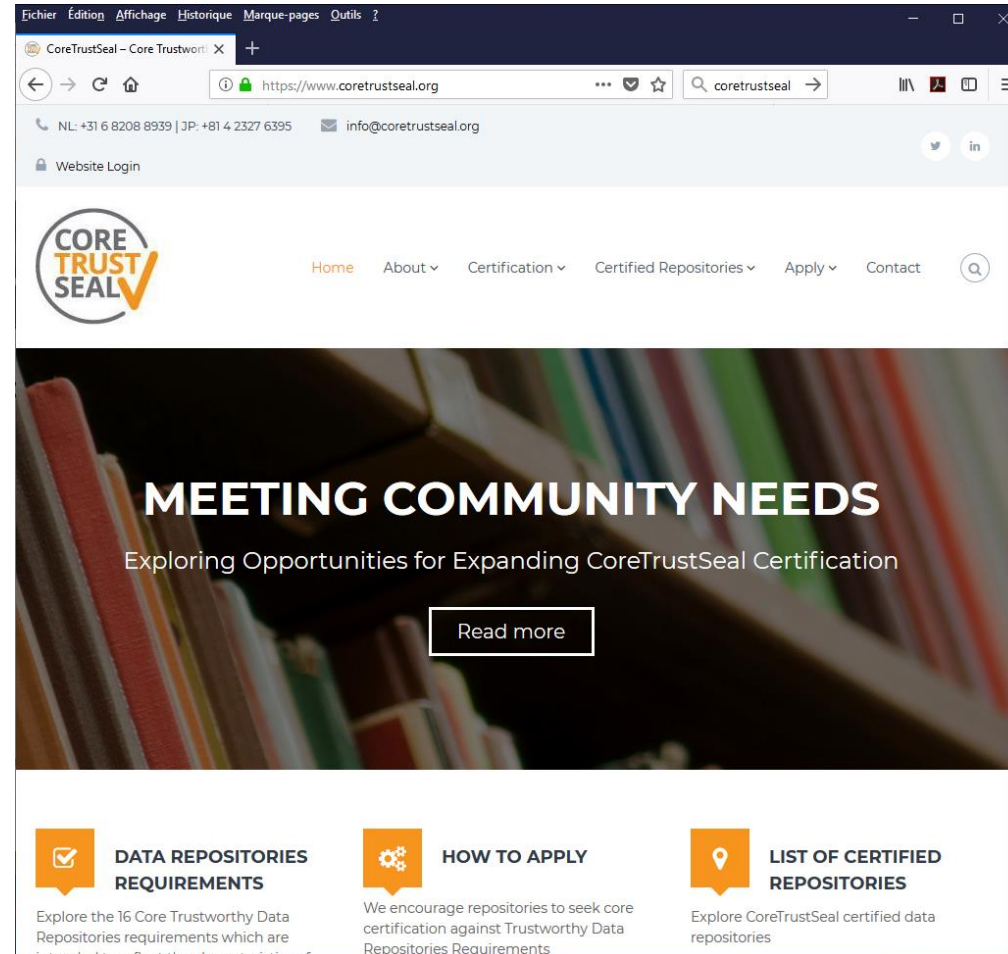 Fichier Édition Affichage Historique Marque-pages Outils ?
CoreTrustSeal – Core Trustworthi
https://www.coretrustseal.org
coretrustseal
NL: +31 6 8208 8939 | JP: +81 4 2327 6395 info@coretrustseal.org
Website Login
CORE
TRUST
SEAL
Home About Certification Certified Repositories Apply Contact
MEETING COMMUNITY NEEDS
Exploring Opportunities for Expanding CoreTrustSeal Certification
Read more
DATA REPOSITORIES
REQUIREMENTS
Explore the 16 Core Trustworthy Data
Repositories requirements which are
HOW TO APPLY
We encourage repositories to seek core
certification against Trustworthy Data
Repositories Requirements
LIST OF CERTIFIED
REPOSITORIES
Explore CoreTrustSeal certified data
repositories